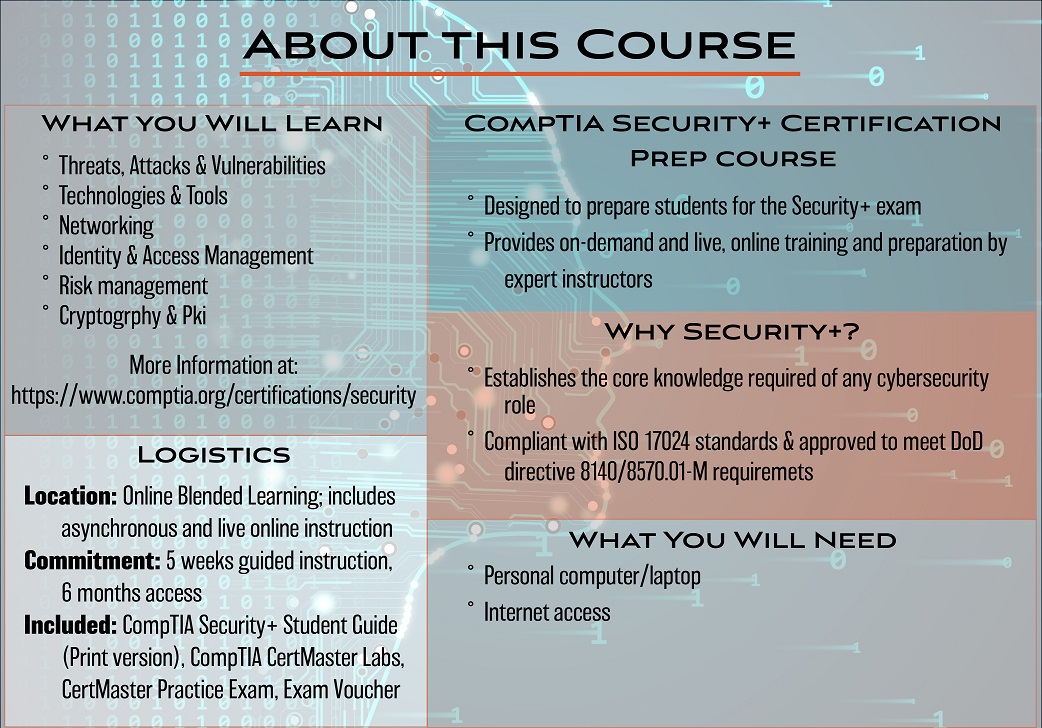 About this Course
What you Will Learn
° Threats, Attacks & Vulnerabilities
° Technologies & Tools
° Networking
° Identity & Access Management
° Risk management
° Cryptogrphy & Pki
More Information at:
https://www.comptia.org/certifications/security
Logistics
Location: Online Blended Learning; includes
asynchronous and live online instruction
Commitment: 5 weeks guided instruction,
6 months access
Included: CompTIA Security+ Student Guide
(Print version), CompTIA CertMaster Labs,
CertMaster Practice Exam, Exam Voucher
CompTIA Security+ Certification
Prep course
° Designed to prepare students for the Security+ exam
° Provides on-demand and live, online training and preparation by
expert instructors
Why Security+?
° Establishes the core knowledge required of any cybersecurity
role
° Compliant with ISO 17024 standards & approved to meet DoD
directive 8140/8570.01-M requiremets
What You Will Need
° Personal computer/laptop
° Internet access